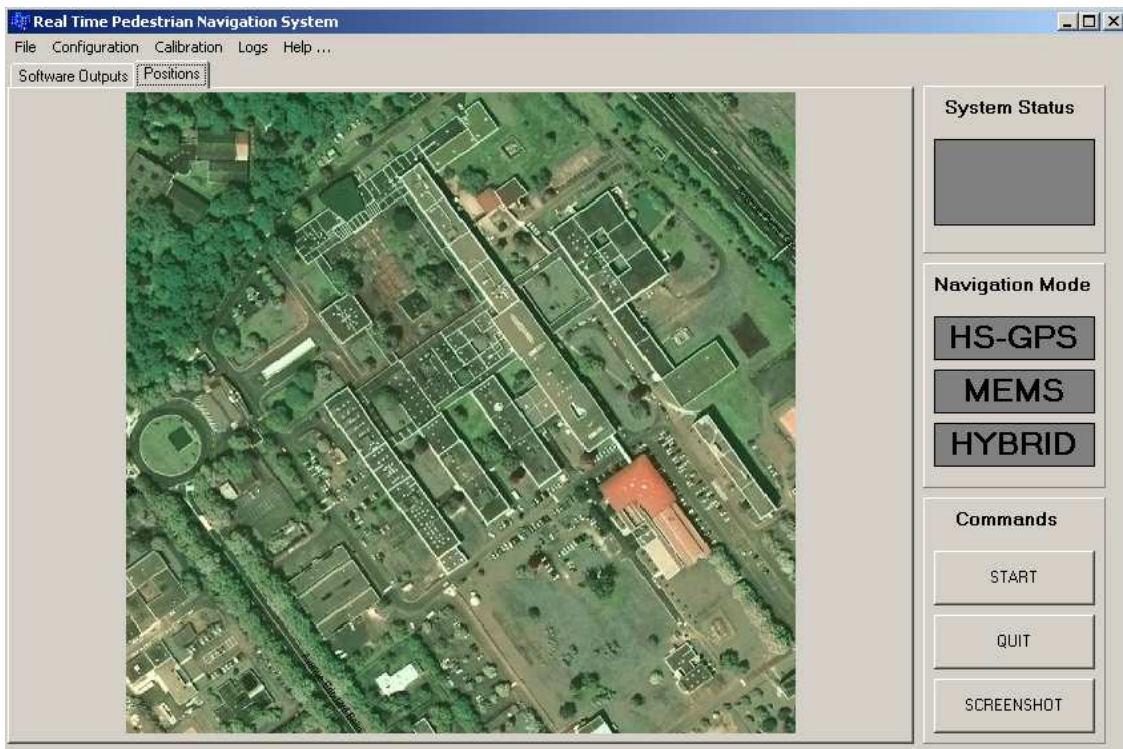 Real Time Pedestrian Navigation System
File Configuration Calibration Logs Help ...
Software Outputs Positions
System Status
Navigation Mode
HS-GPS
MEMS
HYBRID
Commands
START
QUIT
SCREENSHOT